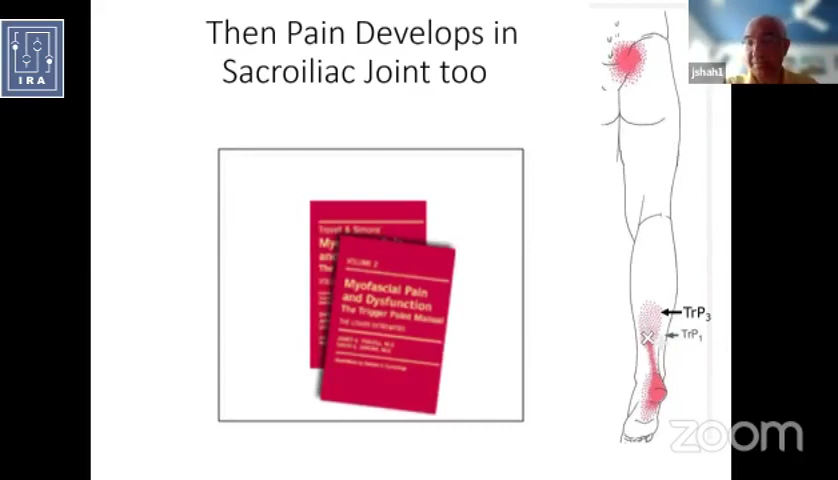 Then Pain Develops in
Sacroiliac Joint too
IRA
jshah1
Travell & Simons'
VOLUME 2
Myofascial Pain
and Dysfunction
The Trigger Point Manual
THE LOWER EXTREMITIES
TrP3
TrP1
zoom